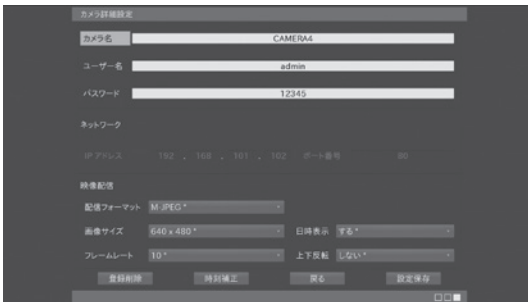 カメラ詳細設定
カメラ名 CAMERA4
ユーザー名 admin
パスワード 12345
ネットワーク
IP アドレス 192 . 168 . 101 . 102 ポート番号 80
映像配信
配信フォーマット M-JPEG *
画像サイズ 640 x 480 * 日時表示 する *
フレームレート 10 * 上下反転 しない *
登録削除 時刻補正 戻る 設定保存